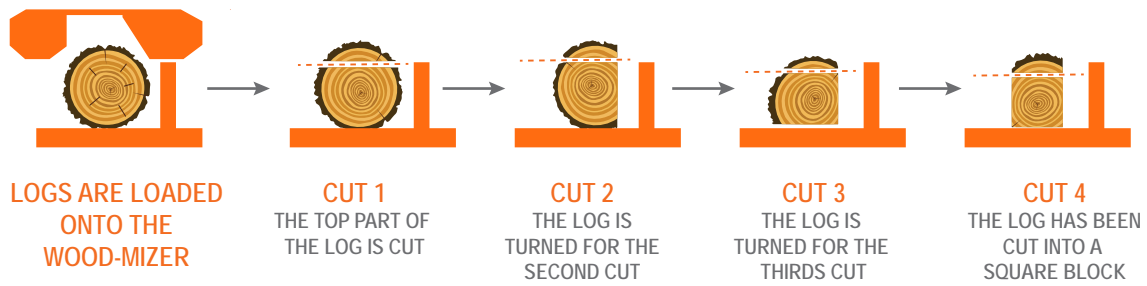 LOGS ARE LOADED
ONTO THE
WOOD-MIZER
CUT 1
THE TOP PART OF
THE LOG IS CUT
CUT 2
THE LOG IS
TURNED FOR THE
SECOND CUT
CUT 3
THE LOG IS
TURNED FOR THE
THIRDS CUT
CUT 4
THE LOG HAS BEEN
CUT INTO A
SQUARE BLOCK